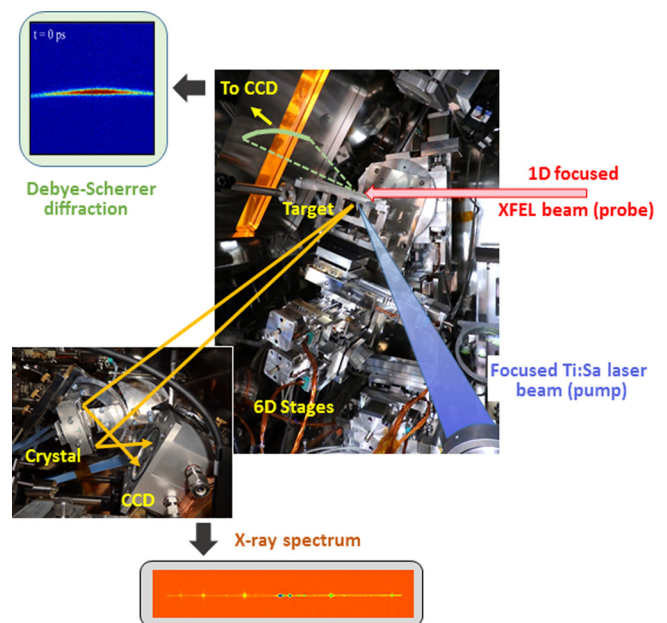 t = 0 ps
To CCD
Debye-Scherrer
diffraction
Target
1D focused
XFEL beam (probe)
Focused Ti:Sa laser
beam (pump)
6D Stages
Crystal
CCD
X-ray spectrum